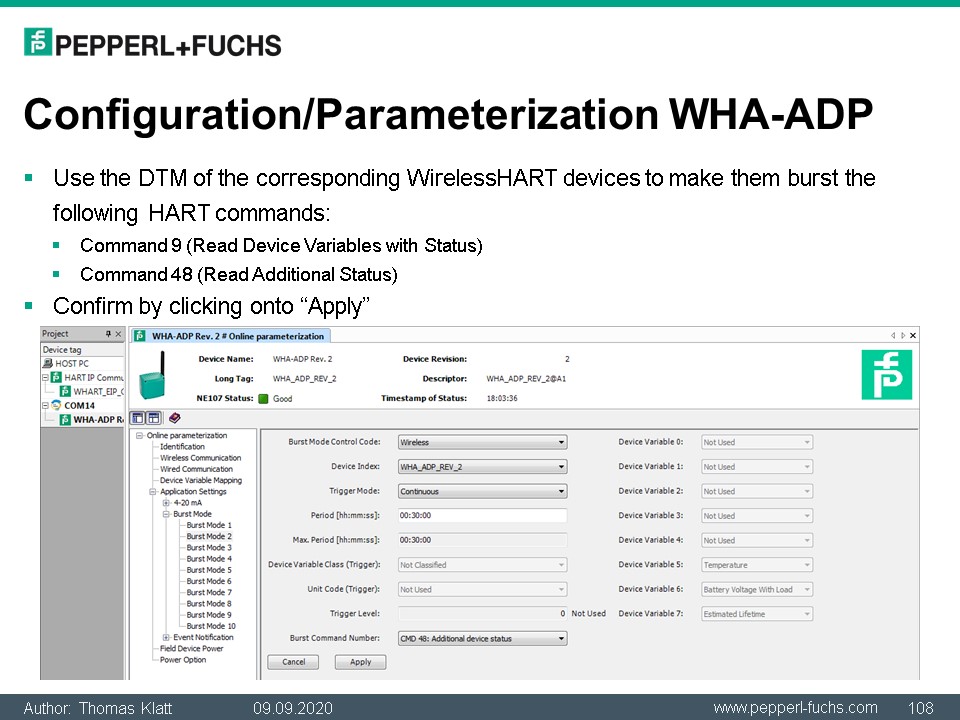 PEPPERL+FUCHS
Configuration/Parameterization WHA-ADP
Use the DTM of the corresponding WirelessHART devices to make them burst the
following HART commands:
Command 9 (Read Device Variables with Status)
Command 48 (Read Additional Status)
Confirm by clicking onto “Apply”
Project
Device tag
HOST PC
HART IP Commu
WHART_EIP_
COM14
WHA-ADP Re
WHA-ADP Rev. 2 # Online parameterization
Device Name: WHA-ADP Rev. 2 Device Revision: 2
Long Tag: WHA_ADP_REV_2 Descriptor: WHA_ADP_REV_2@A1
NE107 Status: Good Timestamp of Status: 18:03:36
Online parameterization
Identification
Wireless Communication
Wired Communication
Device Variable Mapping
Application Settings
4-20 mA
Burst Mode
Burst Mode 1
Burst Mode 2
Burst Mode 3
Burst Mode 4
Burst Mode 5
Burst Mode 6
Burst Mode 7
Burst Mode 8
Burst Mode 9
Burst Mode 10
Event Notification
Field Device Power
Power Option
Burst Mode Control Code: Wireless Device Variable 0: Not Used
Device Index: WHA_ADP_REV_2 Device Variable 1: Not Used
Trigger Mode: Continuous Device Variable 2: Not Used
Period [hh:mm:ss]: 00:30:00 Device Variable 3: Not Used
Max. Period [hh:mm:ss]: 00:30:00 Device Variable 4: Not Used
Device Variable Class (Trigger): Not Classified Device Variable 5: Temperature
Unit Code (Trigger): Not Used Device Variable 6: Battery Voltage With Load
Trigger Level: 0 Not Used Device Variable 7: Estimated Lifetime
Burst Command Number: CMD 48: Additional device status
Cancel Apply
Author: Thomas Klatt 09.09.2020 www.pepperl-fuchs.com 108